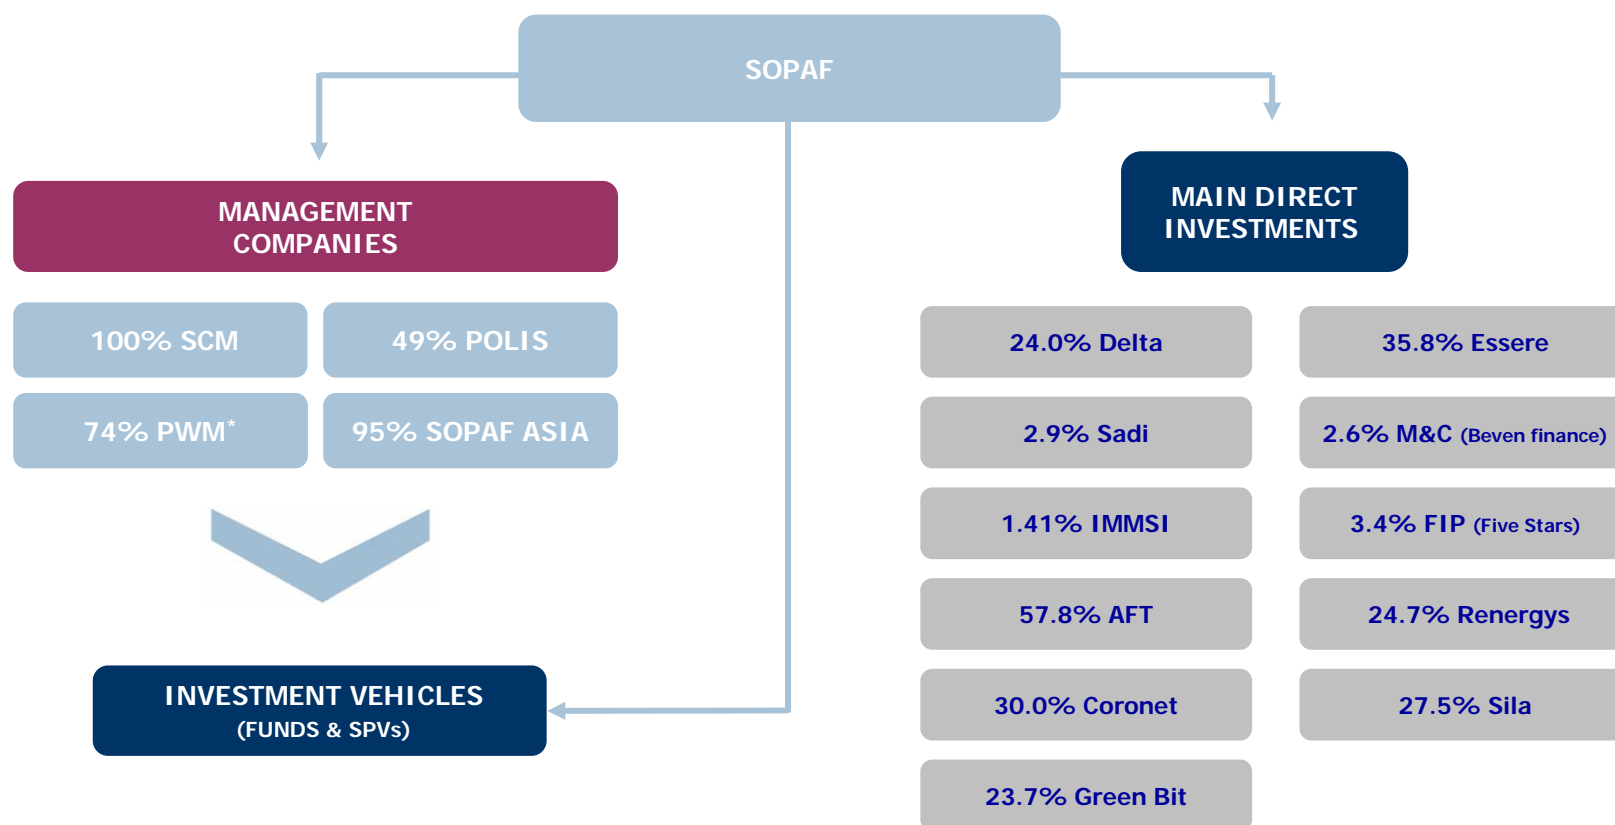 SOPAF
MANAGEMENT
COMPANIES
100% SCM
49% POLIS
74% PWM*
95% SOPAF ASIA
INVESTMENT VEHICLES
(FUNDS & SPVs)
MAIN DIRECT
INVESTMENTS
24.0% Delta
35.8% Essere
2.9% Sadi
2.6% M&C (Beven finance)
1.41% IMMSI
3.4% FIP (Five Stars)
57.8% AFT
24.7% Renergys
30.0% Coronet
27.5% Sila
23.7% Green Bit